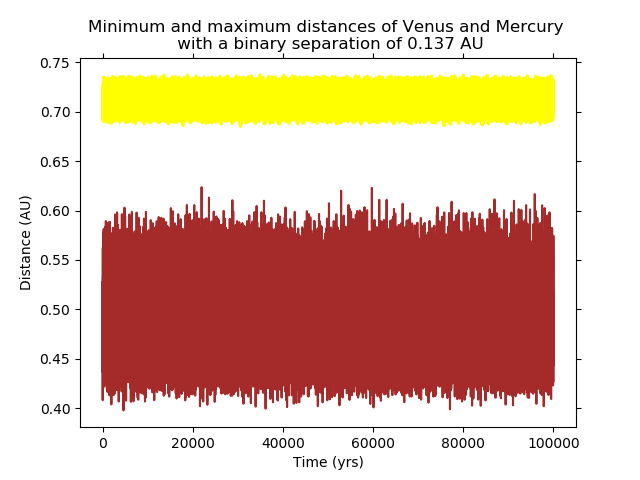 Minimum and maximum distances of Venus and Mercury
with a binary separation of 0.137 AU
0.75
0.70
0.65
0.60
0.55
0.50
0.45
0.40
Distance (AU)
0 20000 40000 60000 80000 100000
Time (yrs)